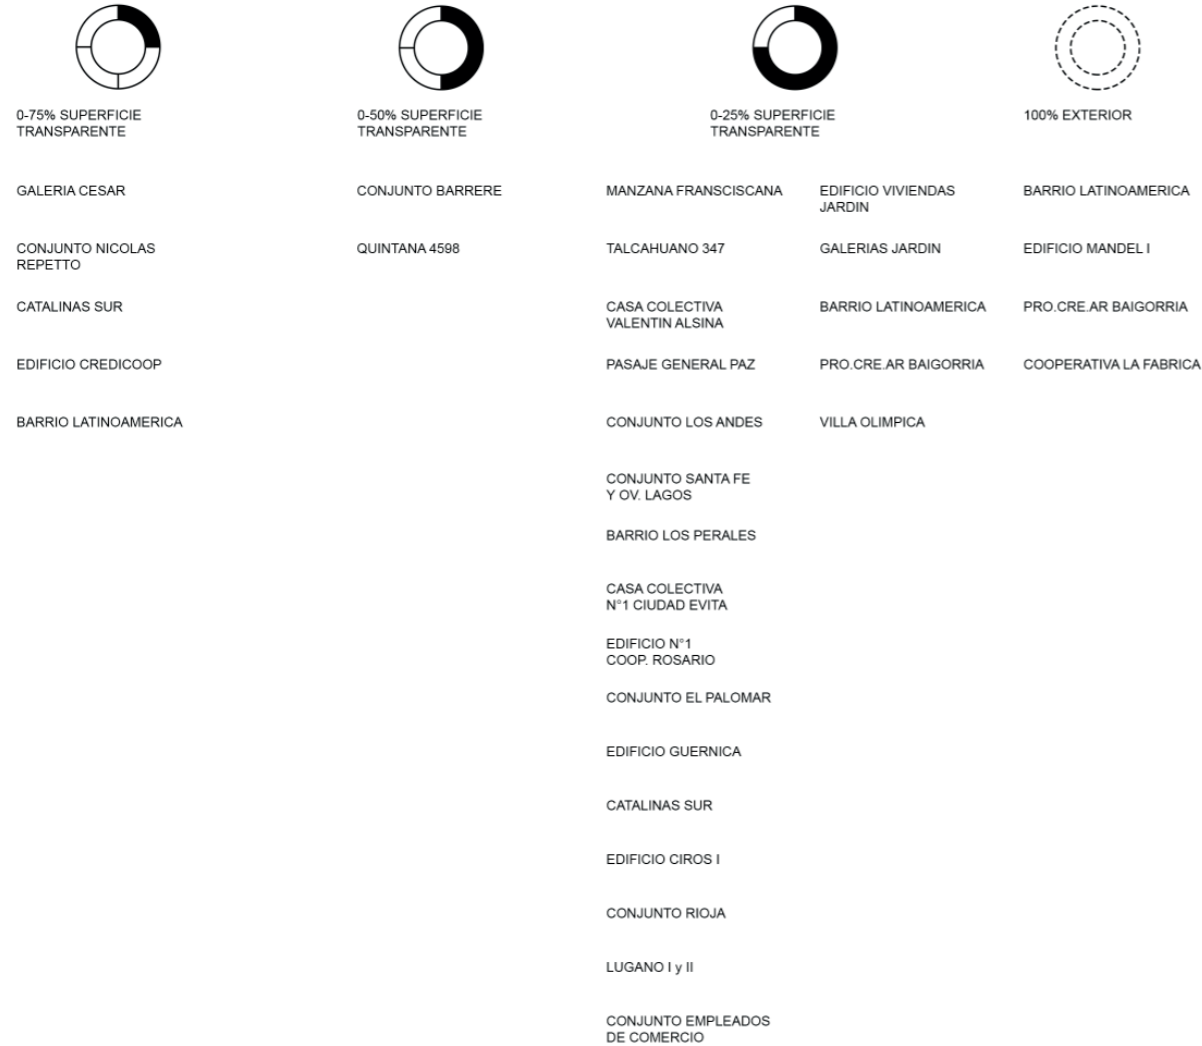 0-75% SUPERFICIE
TRANSPARENTE
GALERIA CESAR
CONJUNTO NICOLAS
REPETTO
CATALINAS SUR
EDIFICIO CREDICOOP
BARRIO LATINOAMERICA
0-50% SUPERFICIE
TRANSPARENTE
CONJUNTO BARRERE
QUINTANA 4598
0-25% SUPERFICIE
TRANSPARENTE
MANZANA FRANSCISCANA
TALCAHUANO 347
CASA COLECTIVA
VALENTIN ALSINA
PASAJE GENERAL PAZ
CONJUNTO LOS ANDES
CONJUNTO SANTA FE
Y OV. LAGOS
BARRIO LOS PERALES
CASA COLECTIVA
N°1 CIUDAD EVITA
EDIFICIO N°1
COOP. ROSARIO
CONJUNTO EL PALOMAR
EDIFICIO GUERNICA
CATALINAS SUR
EDIFICIO CIROS I
CONJUNTO RIOJA
LUGANO I y II
CONJUNTO EMPLEADOS
DE COMERCIO
EDIFICIO VIVIENDAS
JARDIN
GALERIAS JARDIN
BARRIO LATINOAMERICA
PRO.CRE.AR BAIGORRIA
VILLA OLIMPICA
100% EXTERIOR
BARRIO LATINOAMERICA
EDIFICIO MANDEL I
PRO.CRE.AR BAIGORRIA
COOPERATIVA LA FABRICA